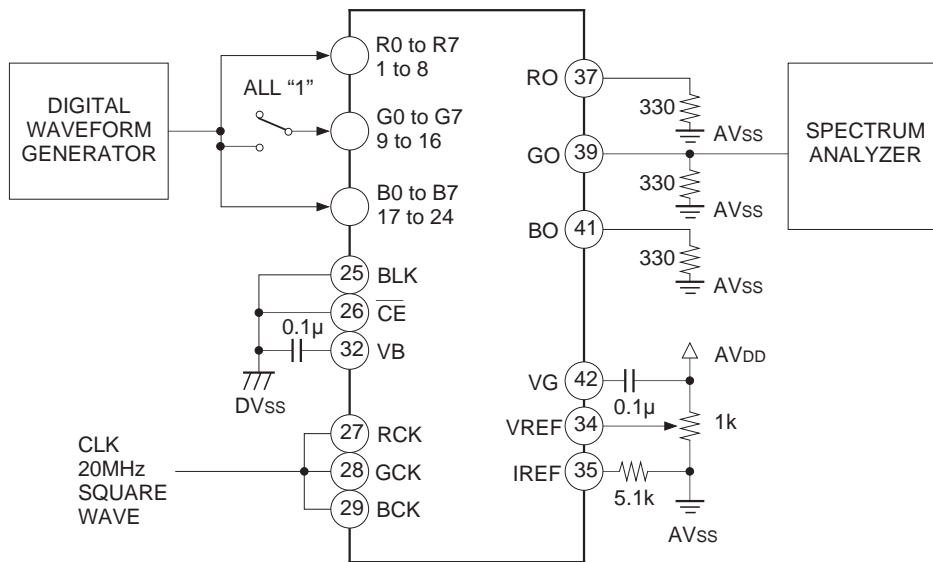 DIGITAL
WAVEFORM
GENERATOR
ALL “1”
R0 to R7
1 to 8
G0 to G7
9 to 16
B0 to B7
17 to 24
25 BLK
26 CE
0.1µ
32 VB
DVSS
CLK
20MHz
SQUARE
WAVE
27 RCK
28 GCK
29 BCK
RO 37
330
AVSS
GO 39
330
AVSS
BO 41
330
AVSS
SPECTRUM
ANALYZER
AVDD
VG 42
0.1µ
1k
VREF 34
IREF 35
5.1k
AVSS